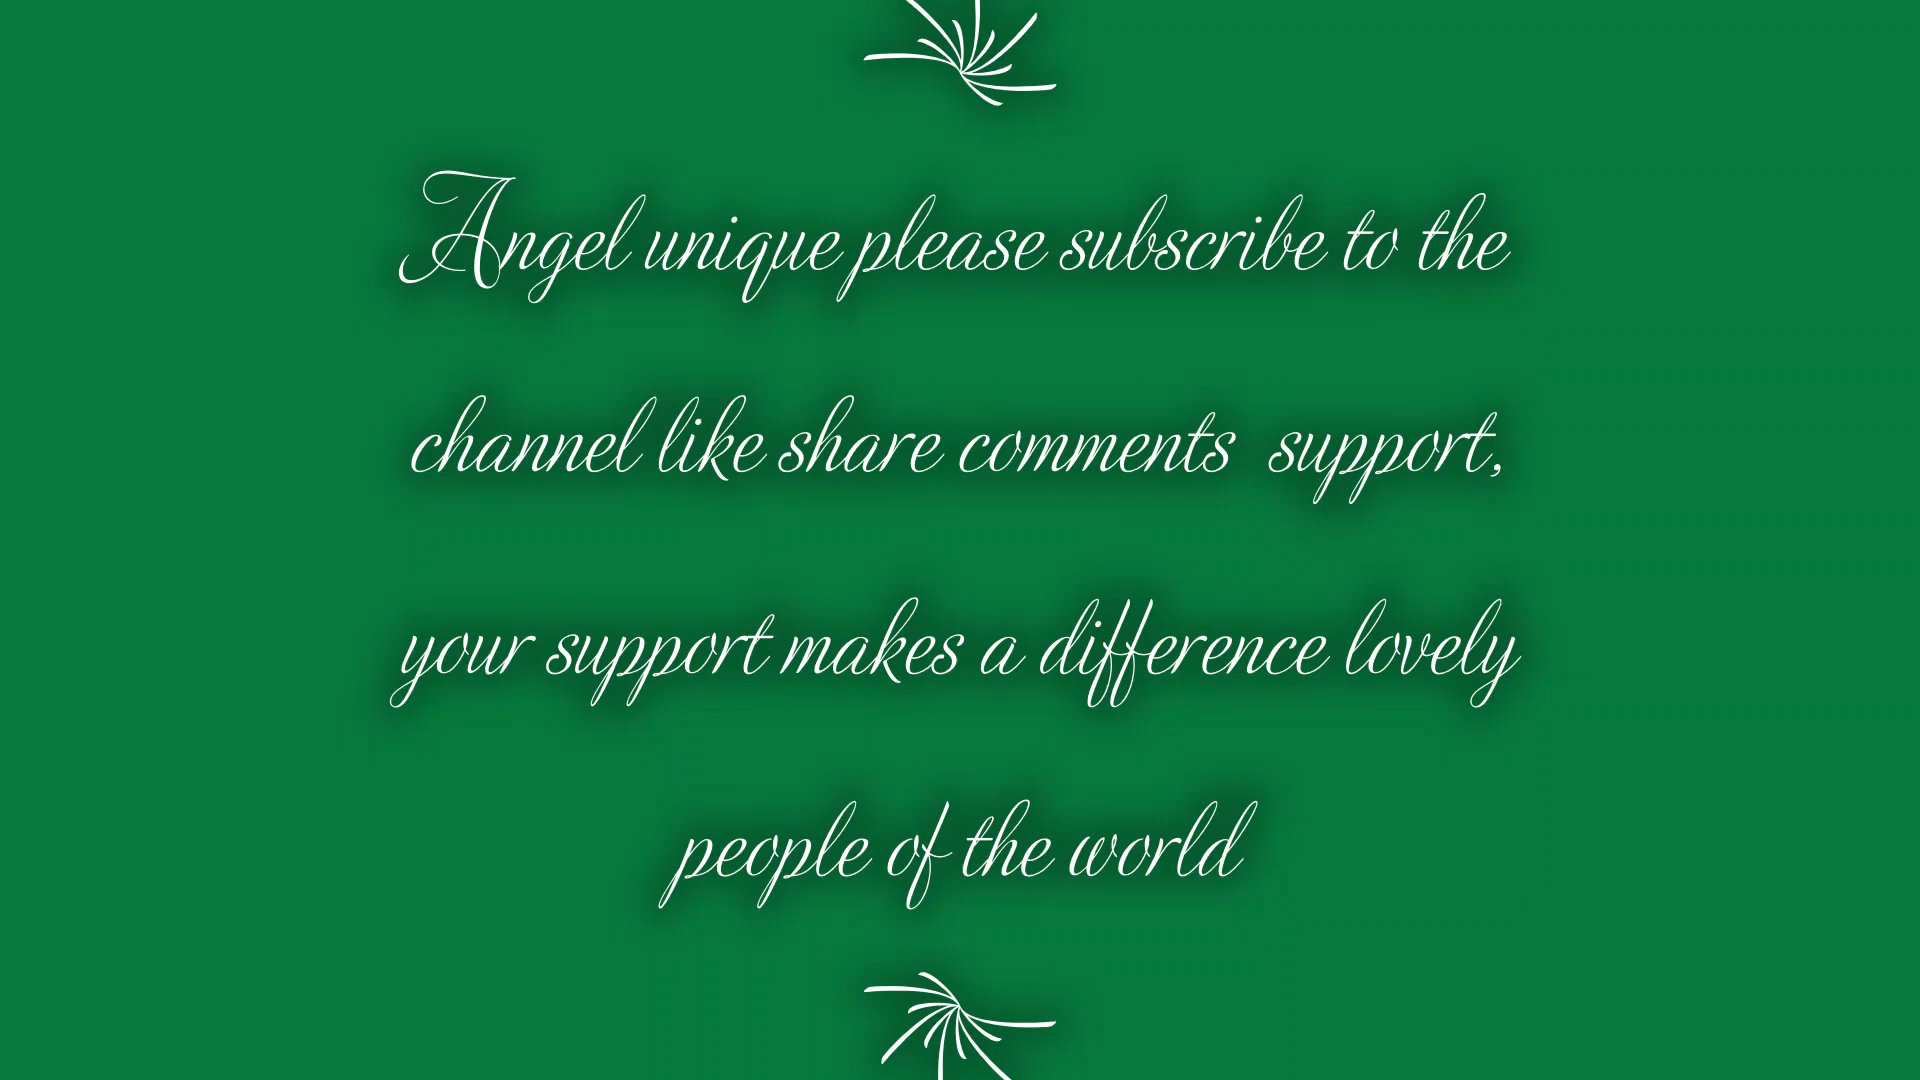 Angel unique please subscribe to the
channel like share comments support,
your support makes a difference lovely
people of the world